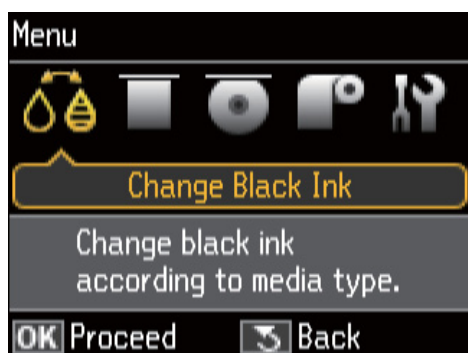 Menu
Change Black Ink
Change black ink
according to media type.
OK Proceed Back